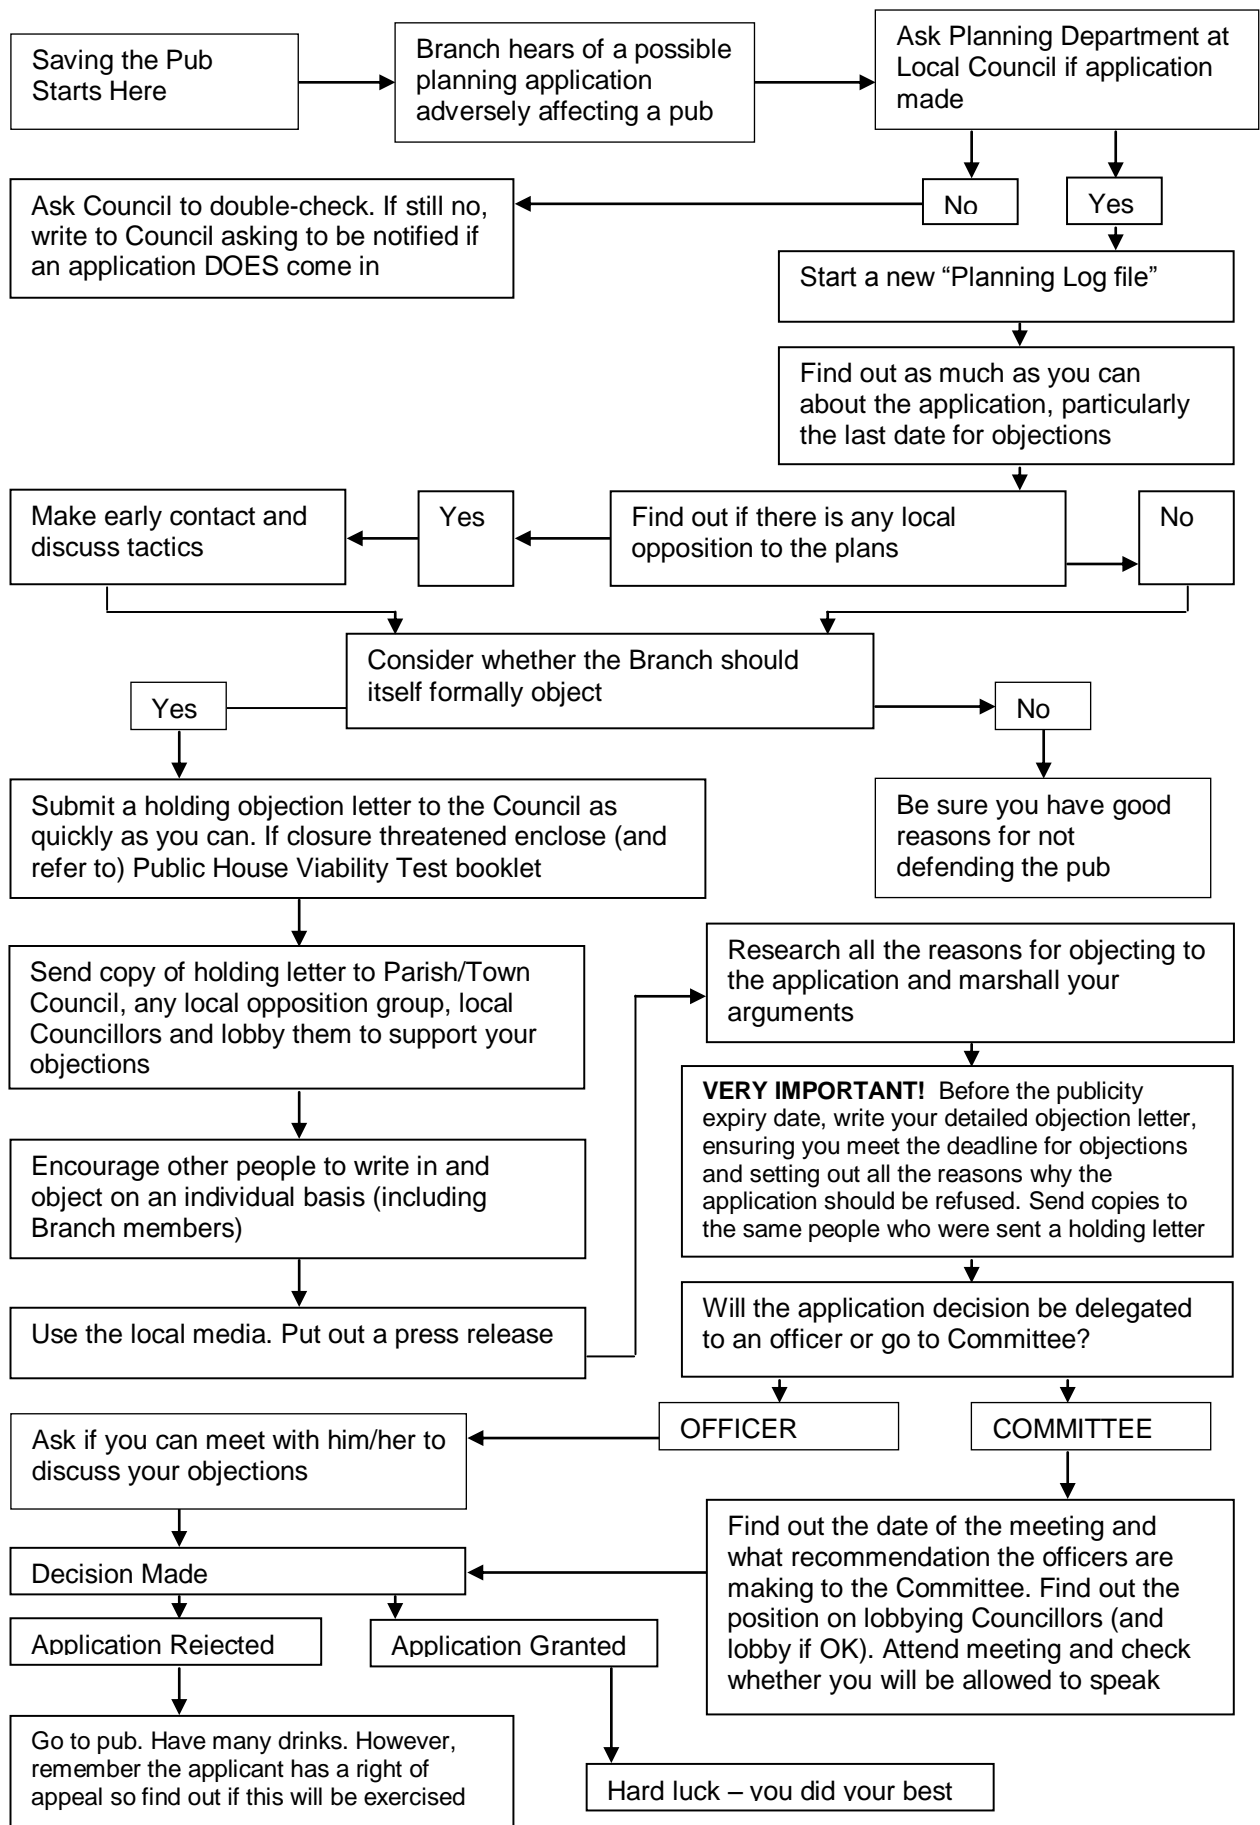 Saving the Pub
Starts Here
Branch hears of a possible
planning application
adversely affecting a pub
Ask Planning Department at
Local Council if application
made
No
Yes
Ask Council to double-check. If still no,
write to Council asking to be notified if
an application DOES come in
Start a new “Planning Log file”
Find out as much as you can
about the application, particularly
the last date for objections
Find out if there is any local
opposition to the plans
Yes
No
Make early contact and
discuss tactics
Consider whether the Branch should
itself formally object
Yes
No
Submit a holding objection letter to the Council as
quickly as you can. If closure threatened enclose (and
refer to) Public House Viability Test booklet
Be sure you have good
reasons for not
defending the pub
Send copy of holding letter to Parish/Town
Council, any local opposition group, local
Councillors and lobby them to support your
objections
Encourage other people to write in and
object on an individual basis (including
Branch members)
Use the local media. Put out a press release
Research all the reasons for objecting to
the application and marshall your
arguments
VERY IMPORTANT! Before the publicity
expiry date, write your detailed objection letter,
ensuring you meet the deadline for objections
and setting out all the reasons why the
application should be refused. Send copies to
the same people who were sent a holding letter
Will the application decision be delegated
to an officer or go to Committee?
OFFICER
COMMITTEE
Ask if you can meet with him/her to
discuss your objections
Find out the date of the meeting and
what recommendation the officers are
making to the Committee. Find out the
position on lobbying Councillors (and
lobby if OK). Attend meeting and check
whether you will be allowed to speak
Decision Made
Application Rejected
Application Granted
Go to pub. Have many drinks. However,
remember the applicant has a right of
appeal so find out if this will be exercised
Hard luck – you did your best